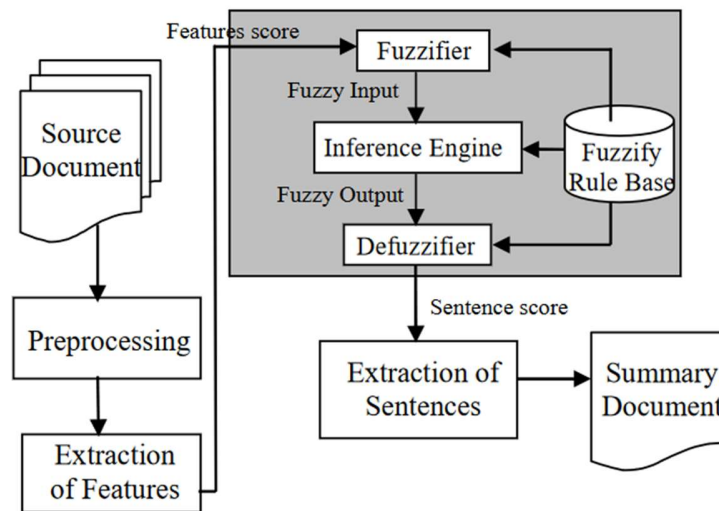 Features score
Fuzzifier
Fuzzy Input
Source
Document
Inference Engine
Fuzzify
Rule Base
Fuzzy Output
Defuzzifier
Sentence score
Preprocessing
Extraction of
Sentences
Summary
Document
Extraction
of Features